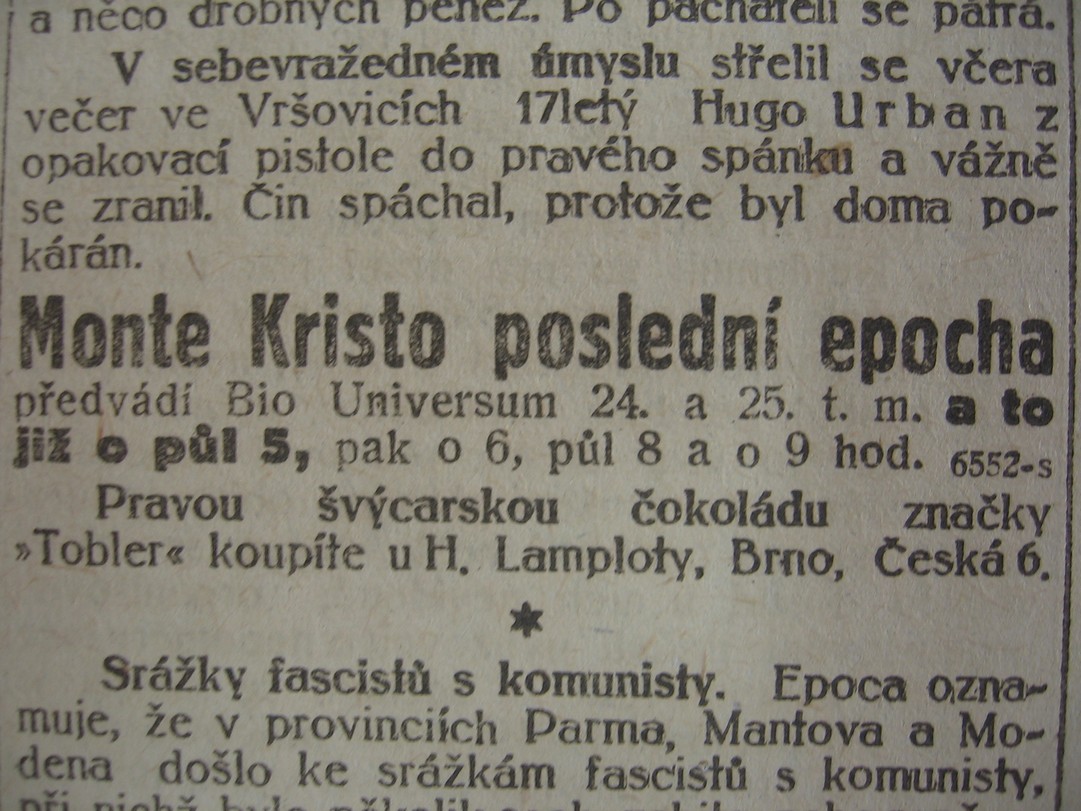 a něco drobných peněz. Po pachateli se pátrá.
V sebevražedném úmyslu střelil se včera
večer ve Vršovicích 17letý Hugo Urban z
opakovací pistole do pravého spánku a vážně
se zranil. Čin spáchal, protože byl doma po-
kárán.
Monte Kristo poslední epocha
předvádí Bio Universum 24. a 25. t. m. a to
již o půl 5, pak o 6, půl 8 a o 9 hod. 6552-s
Pravou švýcarskou čokoládu značky
»Tobler« koupíte u H. Lamploty, Brno, Česká 6.
*
Srážky fascistů s komunisty. Epoca ozna-
muje, že v provinciích Parma, Mantova a Mo-
dena došlo ke srážkám fascistů s komunisty,
při nichž bylo několik